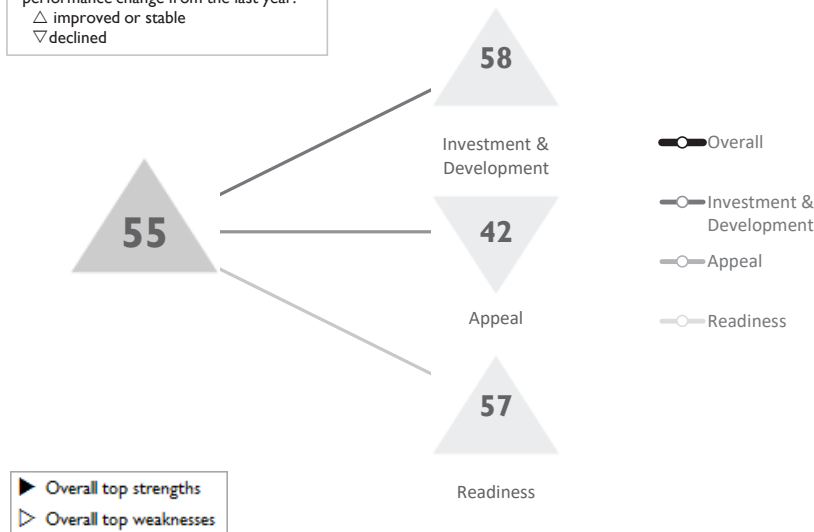 performance change from the last year:
△ improved or stable
▽ declined
58
Investment &
Development
55
42
Appeal
57
Readiness
Overall
Investment &
Development
Appeal
Readiness
▶ Overall top strengths
▷ Overall top weaknesses